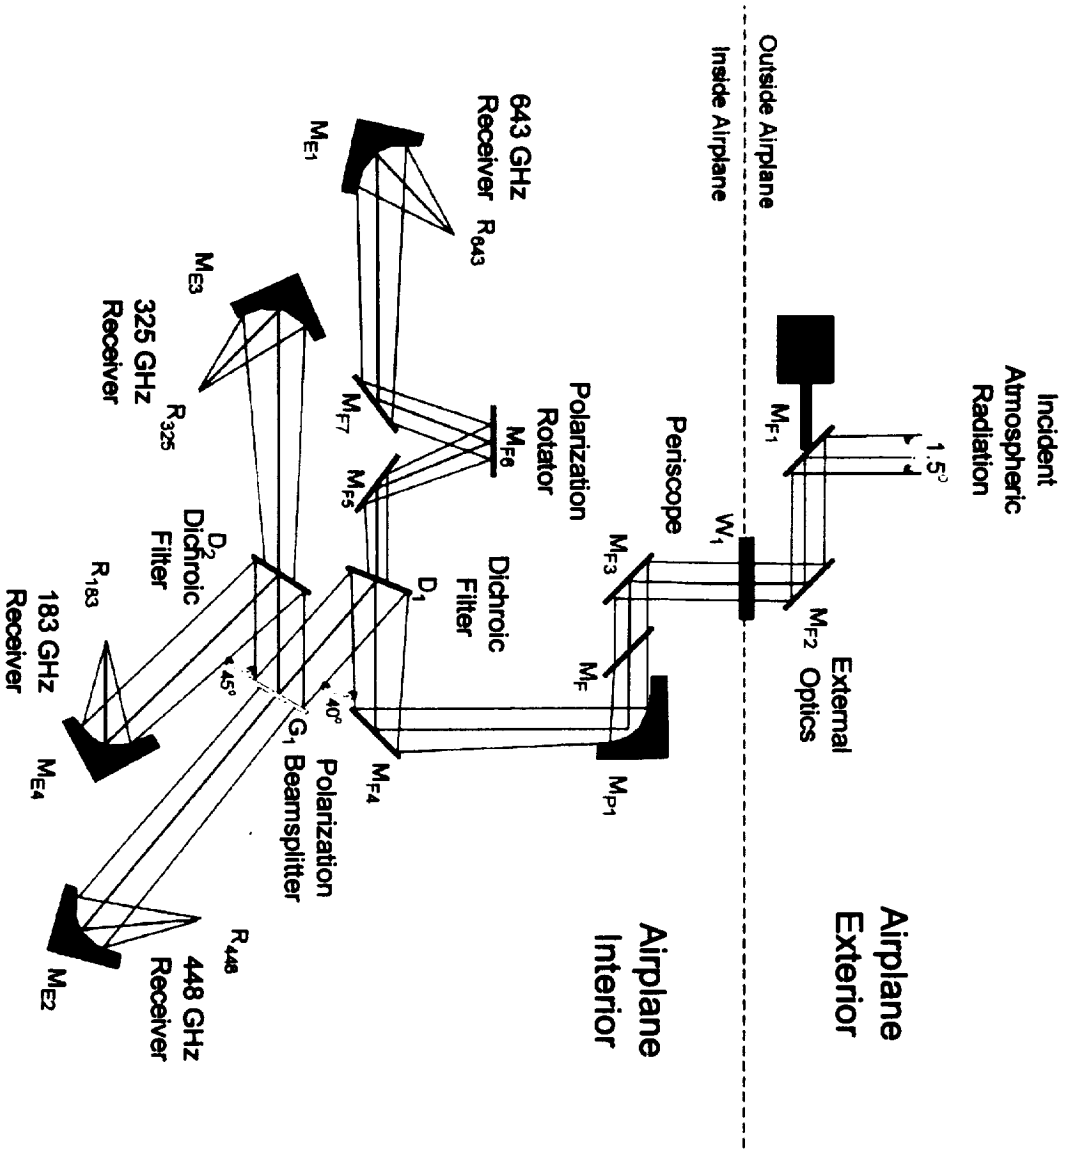 Incident
Atmospheric
Radiation
1.5°
M_F1
M_F2
External
Optics
Airplane
Exterior
Outside Airplane
Inside Airplane
W_1
Periscope
M_F3
M_F
M_P1
Airplane
Interior
643 GHz
Receiver
R_643
M_E1
Polarization
Rotator
M_F6
M_F7
M_F5
Dichroic
Filter
D_1
M_F4
40°
M_E3
325 GHz
Receiver
R_325
D_2
Dichroic
Filter
45°
G_1
Polarization
Beamsplitter
R_183
183 GHz
Receiver
M_E4
R_448
448 GHz
Receiver
M_E2